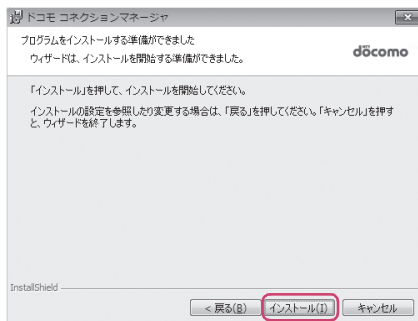 ドコモ コネクションマネージャ
プログラムをインストールする準備ができました
ウィザードは、インストールを開始する準備ができました。
döcomo
「インストール」を押して、インストールを開始してください。
インストールの設定を参照したり変更する場合は、「戻る」を押してください。「キャンセル」を押す
と、ウィザードを終了します。
InstallShield
< 戻る(B)
インストール(I)
キャンセル